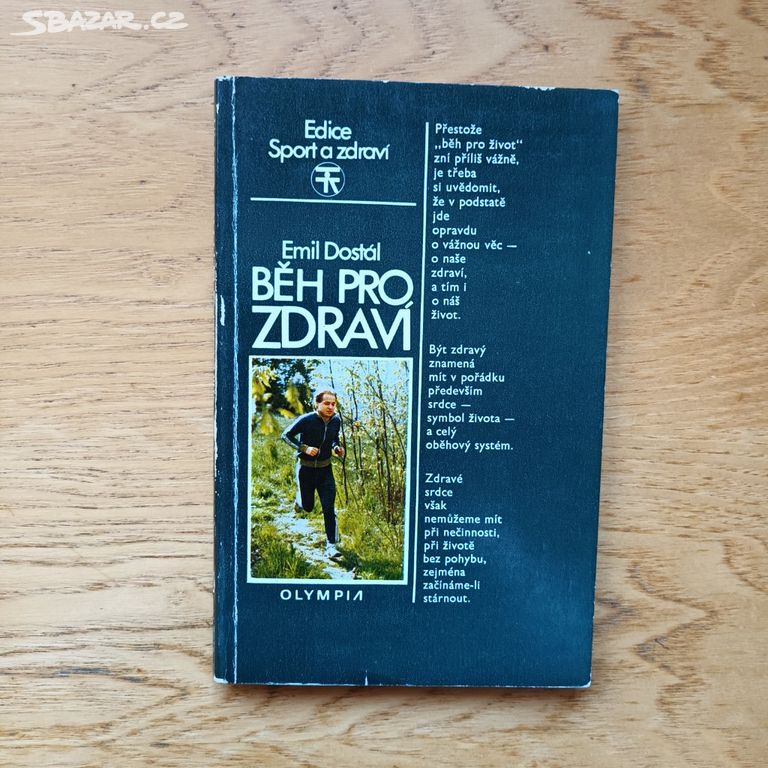 SBAZAR.CZ
Edice
Sport a zdraví
Emil Dostál
BĚH PRO
ZDRAVÍ
OLYMPIA
Přestože
„běh pro život“
zní příliš vážně,
je třeba
si uvědomit,
že v podstatě
jde
opravdu
o vážnou věc —
o naše
zdraví,
a tím i
o náš
život.
Být zdravý
znamená
mít v pořádku
především
srdce —
symbol života —
a celý
oběhový systém.
Zdravé
srdce
však
nemůžeme mít
při nečinnosti,
při životě
bez pohybu,
zejména
začínáme-li
stárnout.